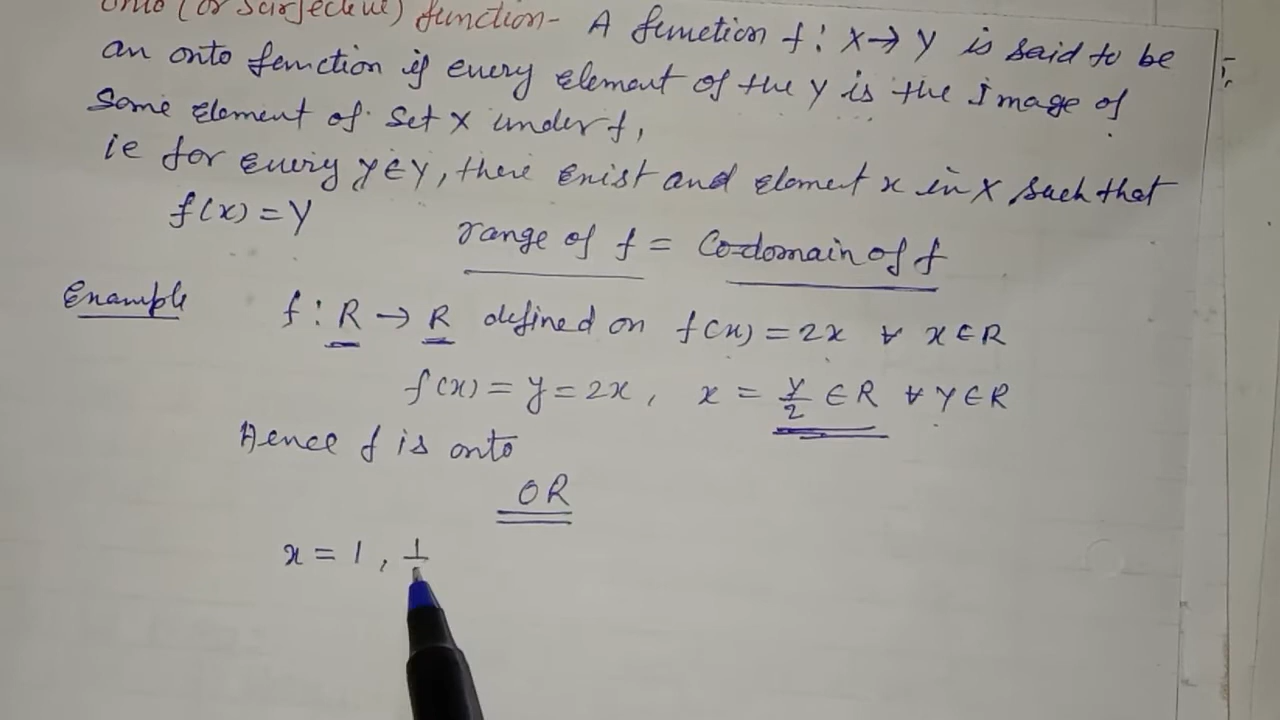 onto (or surjective) function- A function f : X→Y is said to be
an onto function if every element of the Y is the Image of
Some Element of Set X under f,
ie for every y∈Y, there exist and element x in X such that
f(x) = Y
range of f = Co-domain of f
Example f : R → R defined on f(x) = 2x ∀ x∈R
f(x) = y = 2x, x = y/2 ∈R ∀ Y∈R
Hence f is onto
OR
x = 1, 1